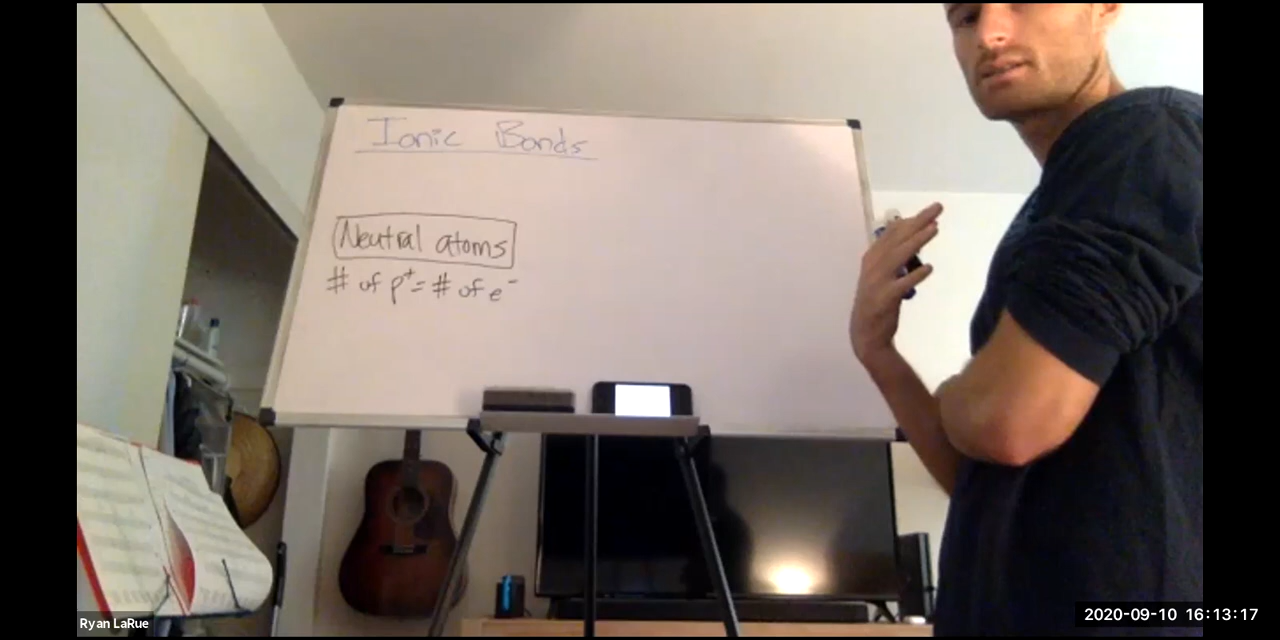 Ionic Bonds
Neutral atoms
# of p⁺ = # of e⁻
Ryan LaRue
2020-09-10 16:13:17